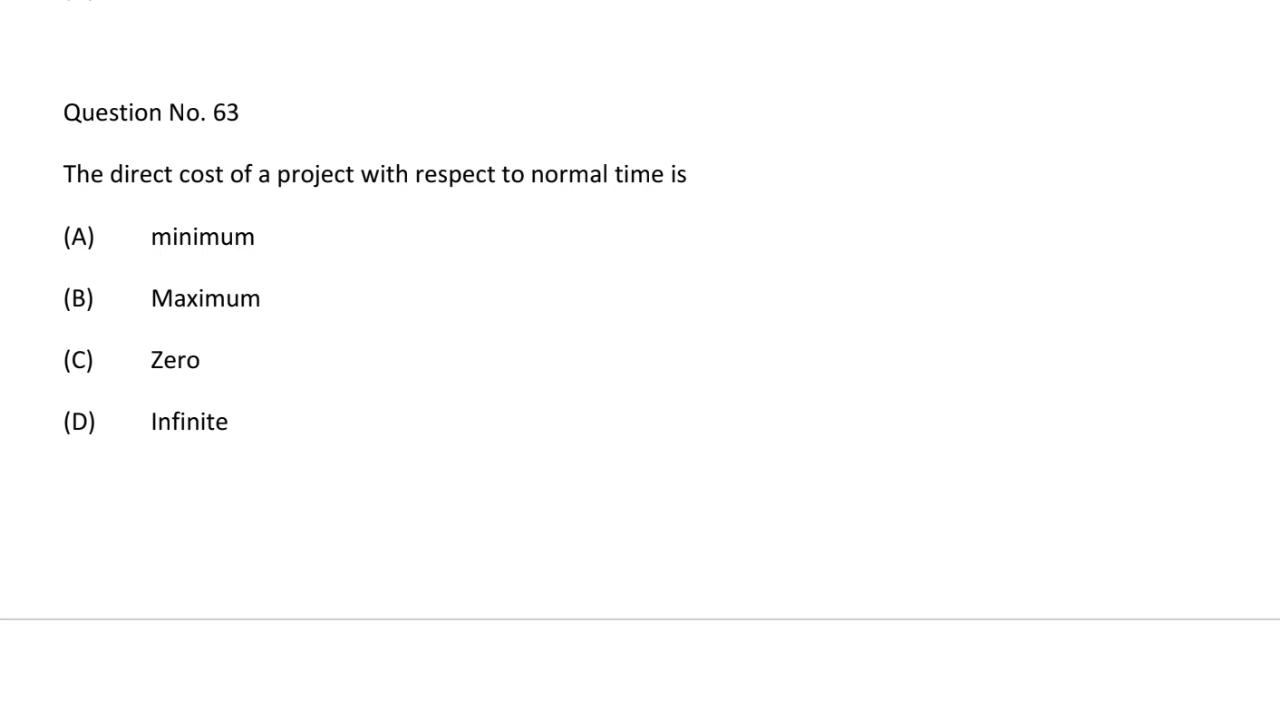 Question No. 63
The direct cost of a project with respect to normal time is
(A) minimum
(B) Maximum
(C) Zero
(D) Infinite